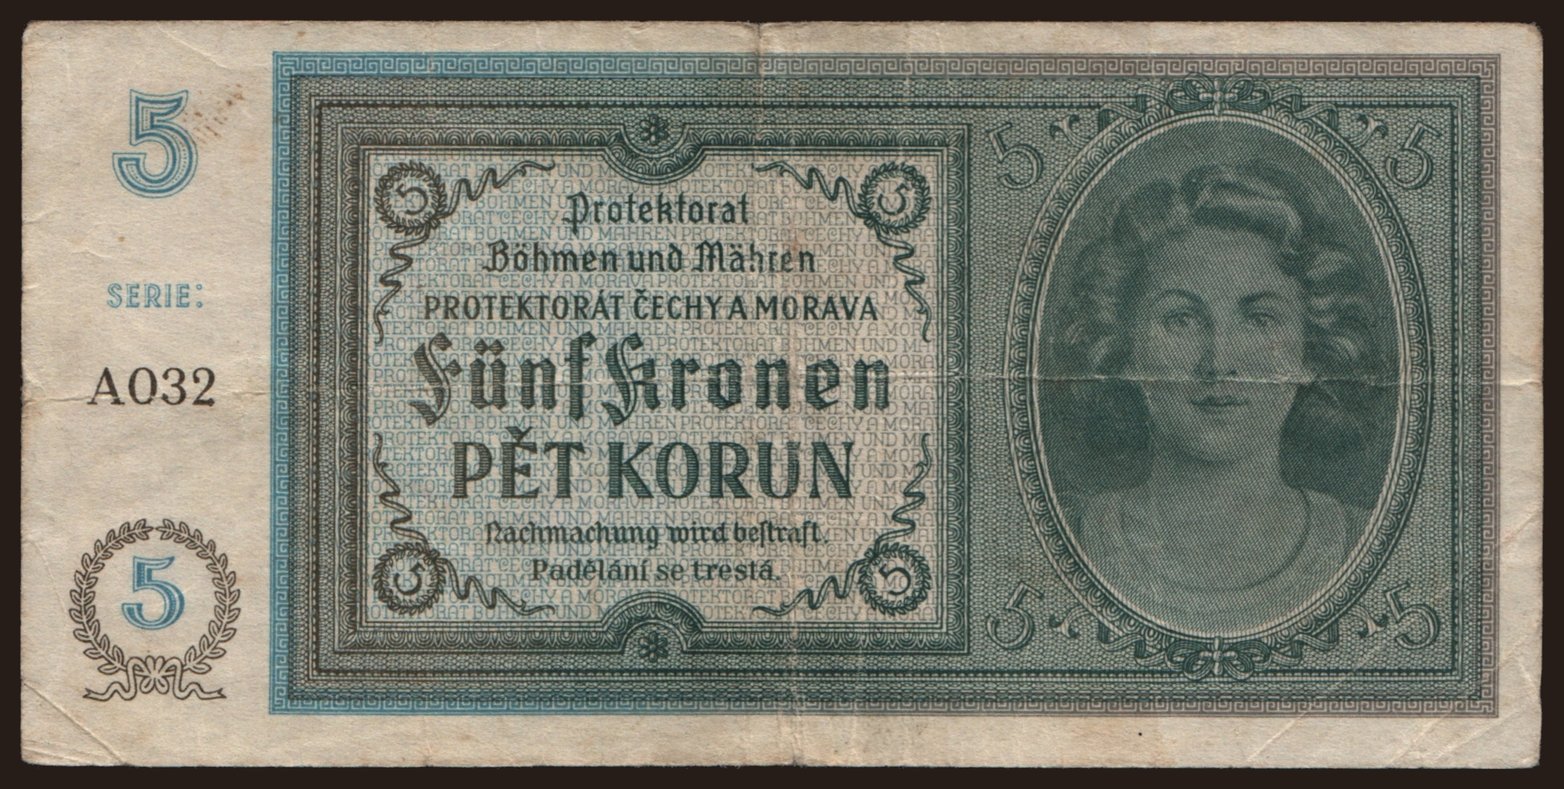 5
SERIE:
A032
5
5 5
Protektorat
Böhmen und Mähren
PROTEKTORÁT ČECHY A MORAVA
Fünf Kronen
PĚT KORUN
Nachmachung wird bestraft.
Padělání se trestá.
5 5
5 5
5 5